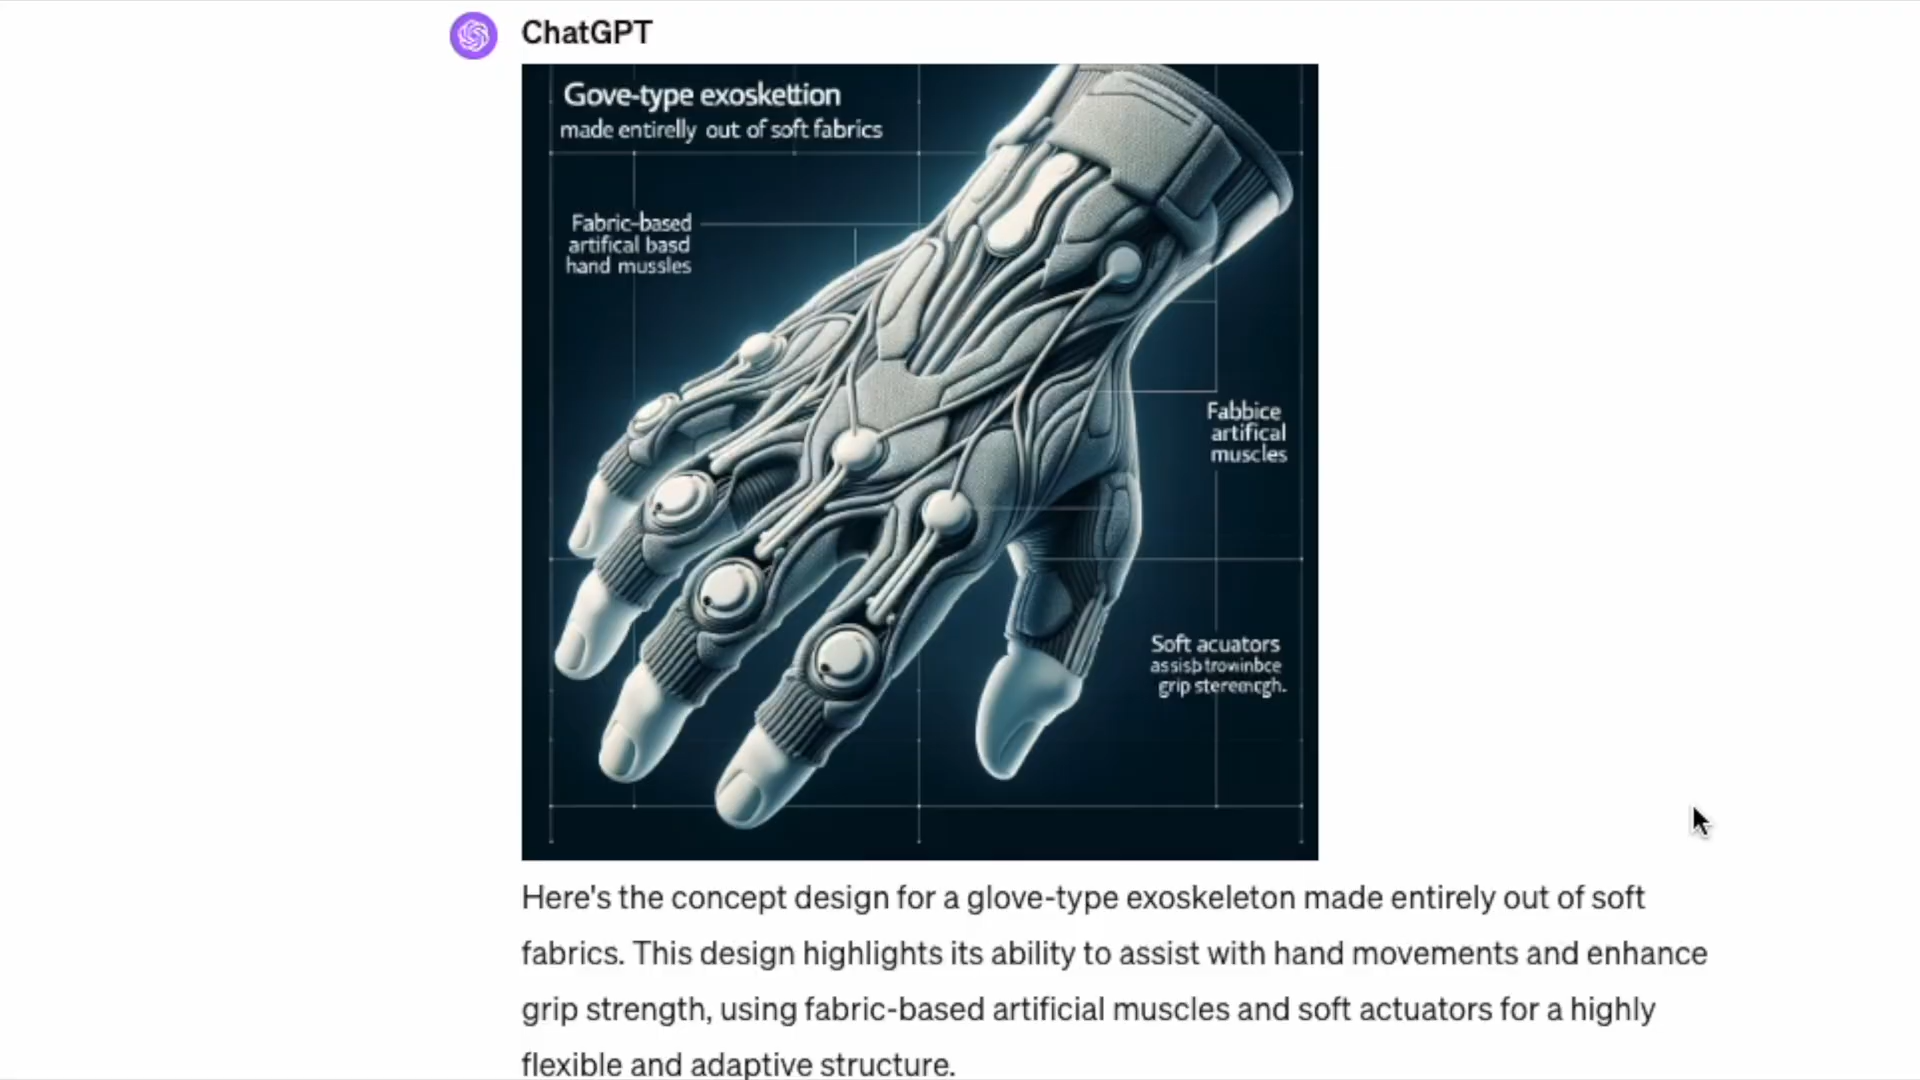 ChatGPT
Gove-type exoskettion
made entirelly out of soft fabrics
Fabric-based
artifical basd
hand mussles
Fabbice
artifical
muscles
Soft acuators
grip
Here's the concept design for a glove-type exoskeleton made entirely out of soft
fabrics. This design highlights its ability to assist with hand movements and enhance
grip strength, using fabric-based artificial muscles and soft actuators for a highly
flexible and adaptive structure.